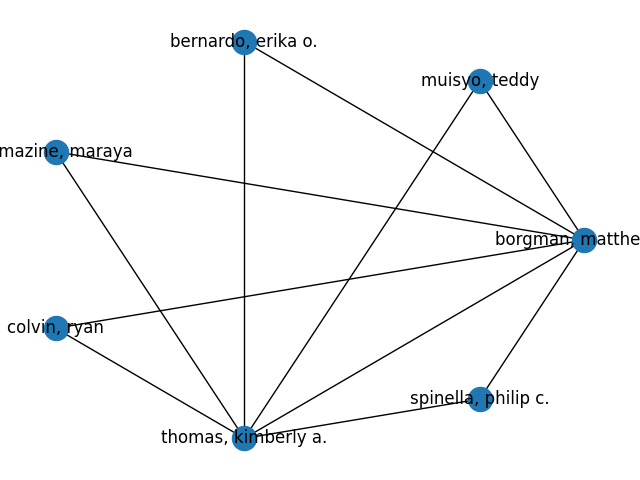 bernardo, erika o.
muisyo, teddy
mazine, maraya
borgman, matthe
colvin, ryan
spinella, philip c.
thomas, kimberly a.